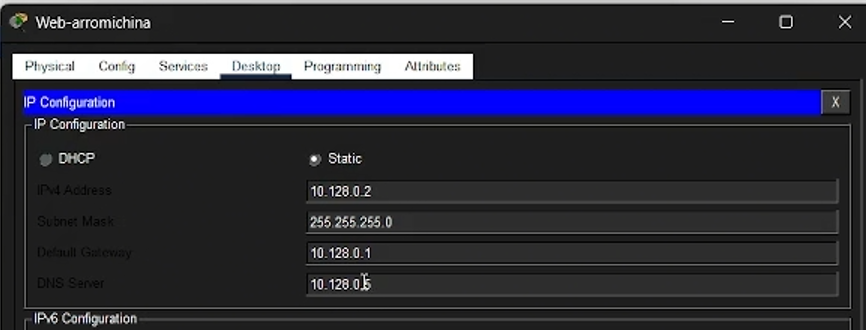 Web-arromichina
Physical Config Services Desktop Programming Attributes
IP Configuration X
IP Configuration
DHCP Static
IPv4 Address 10.128.0.2
Subnet Mask 255.255.255.0
Default Gateway 10.128.0.1
DNS Server 10.128.0.5
IPv6 Configuration